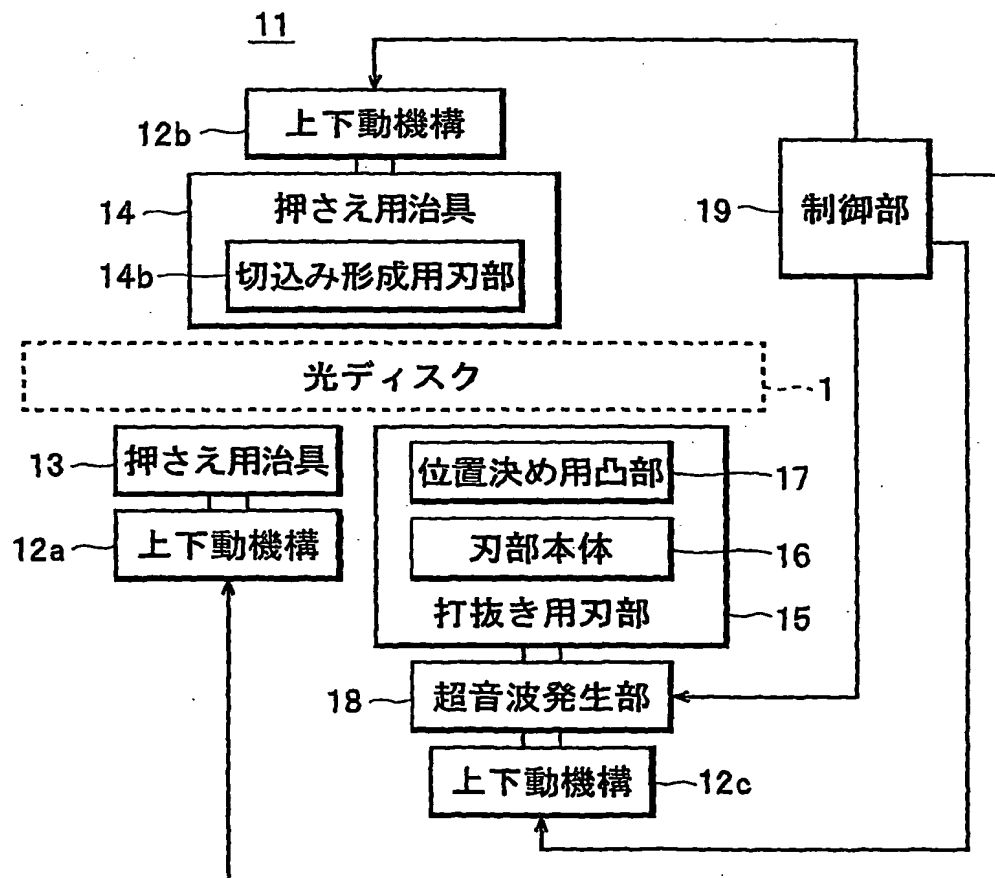 11
12b
上下動機構
14
押さえ用治具
14b
切込み形成用刃部
19
制御部
光ディスク
1
13
押さえ用治具
12a
上下動機構
位置決め用凸部
17
刃部本体
16
打抜き用刃部
15
18
超音波発生部
上下動機構
12c